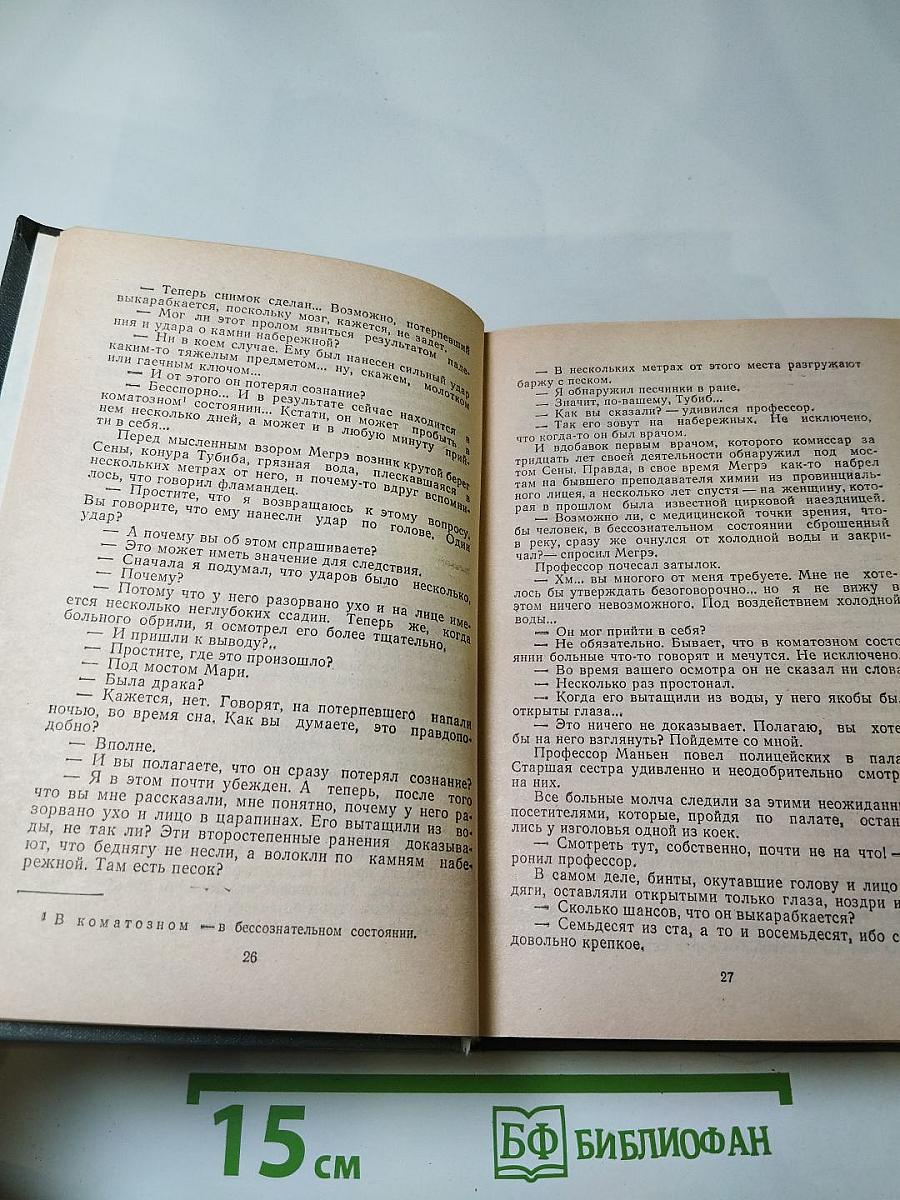 — Теперь снимок сделан... Возможно, потерпевший
выкарабкается, поскольку мозг, кажется, не задет.
— Мог ли этот пролом явиться результатом паде-
ния и удара о камни набережной?
— Ни в коем случае. Ему был нанесен сильный удар
каким-то тяжелым предметом... ну, скажем, молотком
или гаечным ключом...
— И от этого он потерял сознание?
— Бесспорно... И в результате сейчас находится в
коматозном¹ состоянии... Кстати, он может пробыть в
нем несколько дней, а может и в любую минуту прий-
ти в себя...
Перед мысленным взором Мегрэ возник крутой берег
Сены, конура Тубиба, грязная вода, плескавшаяся в
нескольких метрах от него, и почему-то вдруг вспомни-
лось, что говорил фламандец.
— Простите, что я возвращаюсь к этому вопросу,
Вы говорите, что ему нанесли удар по голове. Один
удар?
— А почему вы об этом спрашиваете?
— Это может иметь значение для следствия.
— Сначала я подумал, что ударов было несколько,
— Почему?
— Потому что у него разорвано ухо и на лице име-
ется несколько неглубоких ссадин. Теперь же, когда
больного обрили, я осмотрел его более тщательно,
— И пришли к выводу?..
— Простите, где это произошло?
— Под мостом Мари.
— Была драка?
— Кажется, нет. Говорят, на потерпевшего напали
ночью, во время сна. Как вы думаете, это правдопо-
добно?
— Вполне.
— И вы полагаете, что он сразу потерял сознание?
— Я в этом почти убежден. А теперь, после того
что вы мне рассказали, мне понятно, почему у него ра-
зорвано ухо и лицо в царапинах. Его вытащили из во-
ды, не так ли? Эти второстепенные ранения доказыва-
ют, что беднягу не несли, а волокли по камням набе-
режной. Там есть песок?
¹ В коматозном — в бессознательном состоянии.
26
— В нескольких метрах от этого места разгружают
баржу с песком.
— Я обнаружил песчинки в ране.
— Значит, по-вашему, Тубиб...
— Как вы сказали? — удивился профессор.
— Так его зовут на набережных. Не исключено,
что когда-то он был врачом.
И вдобавок первым врачом, которого комиссар за
тридцать лет своей деятельности обнаружил под мос-
том Сены. Правда, в свое время Мегрэ как-то набрел
там на бывшего преподавателя химии из провинциаль-
ного лицея, а несколько лет спустя — на женщину, кото-
рая в прошлом была известной цирковой наездницей.
— Возможно ли, с медицинской точки зрения, что-
бы человек, в бессознательном состоянии сброшенный
в реку, сразу же очнулся от холодной воды и закри-
чал? — спросил Мегрэ.
Профессор почесал затылок.
— Хм... вы многого от меня требуете. Мне не хоте-
лось бы утверждать безоговорочно... но я не вижу в
этом ничего невозможного. Под воздействием холодной
воды...
— Он мог прийти в себя?
— Не обязательно. Бывает, что в коматозном состо
янии больные что-то говорят и мечутся. Не исключено.
— Во время вашего осмотра он не сказал ни слова
— Несколько раз простонал.
— Когда его вытащили из воды, у него якобы бы
открыты глаза...
— Это ничего не доказывает. Полагаю, вы хоте
бы на него взглянуть? Пойдемте со мной.
Профессор Маньен повел полицейских в пала
Старшая сестра удивленно и неодобрительно смотр
на них.
Все больные молча следили за этими неожидан
посетителями, которые, пройдя по палате, остан
лись у изголовья одной из коек.
— Смотреть тут, собственно, почти не на что! —
ронил профессор.
В самом деле, бинты, окутавшие голову и лицо
дяги, оставляли открытыми только глаза, ноздри и
— Сколько шансов, что он выкарабкается?
— Семьдесят из ста, а то и восемьдесят, ибо с
довольно крепкое.
27
15 см
БФ БИБЛИОФАН